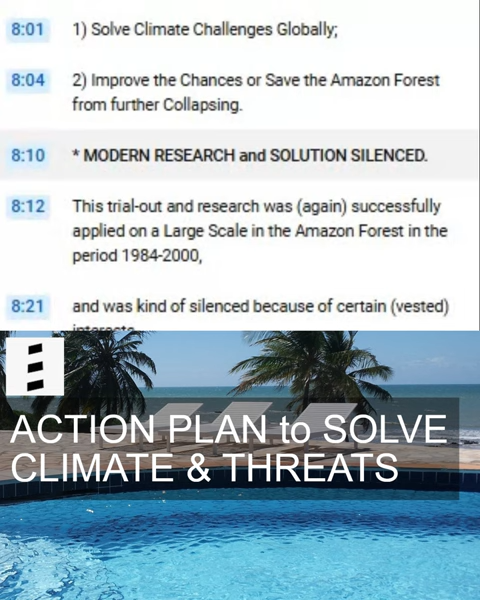 8:01 1) Solve Climate Challenges Globally;
8:04 2) Improve the Chances or Save the Amazon Forest
from further Collapsing.
8:10 * MODERN RESEARCH and SOLUTION SILENCED.
8:12 This trial-out and research was (again) successfully
applied on a Large Scale in the Amazon Forest in the
period 1984-2000,
8:21 and was kind of silenced because of certain (vested)
interests
ACTION PLAN to SOLVE
CLIMATE & THREATS